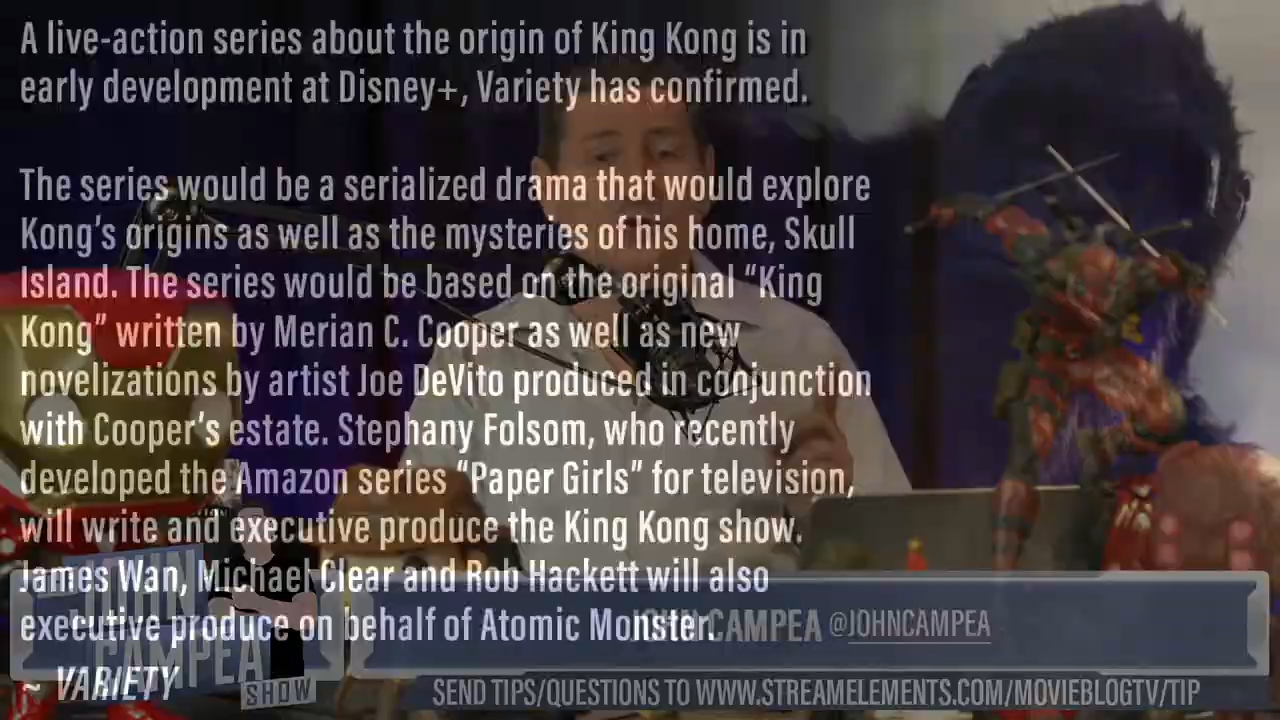 A live-action series about the origin of King Kong is in
early development at Disney+, Variety has confirmed.
The series would be a serialized drama that would explore
Kong's origins as well as the mysteries of his home, Skull
Island. The series would be based on the original “King
Kong” written by Merian C. Cooper as well as new
novelizations by artist Joe DeVito produced in conjunction
with Cooper's estate. Stephany Folsom, who recently
developed the Amazon series “Paper Girls” for television,
will write and executive produce the King Kong show.
James Wan, Michael Clear and Rob Hackett will also
executive produce on behalf of Atomic Monster.
~ VARIETY
JOHN
CAMPEA
SHOW
JOHN CAMPEA @JOHNCAMPEA
SEND TIPS/QUESTIONS TO WWW.STREAMELEMENTS.COM/MOVIEBLOGTV/TIP